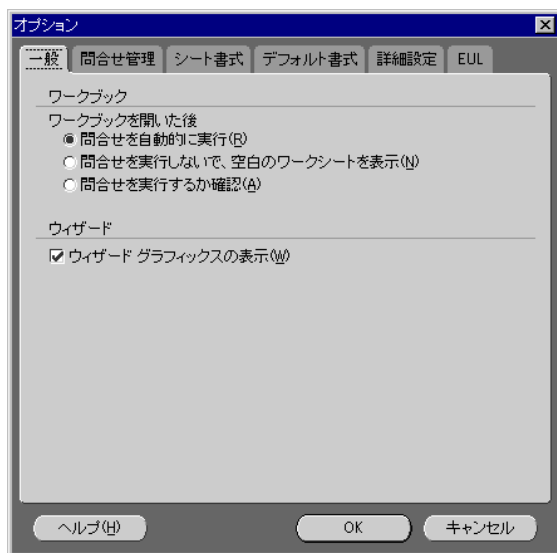 オプション
一般 問合せ管理 シート書式 デフォルト書式 詳細設定 EUL
ワークブック
ワークブックを開いた後
問合せを自動的に実行(R)
問合せを実行しないで、空白のワークシートを表示(N)
問合せを実行するか確認(A)
ウィザード
ウィザード グラフィックスの表示(W)
ヘルプ(H) OK キャンセル